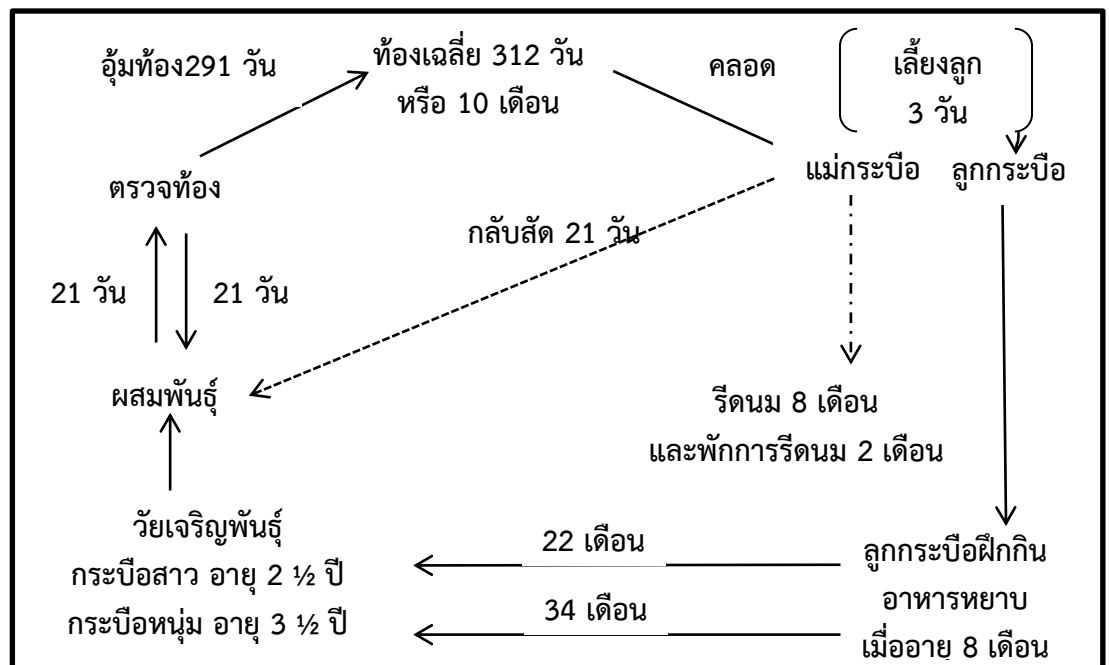 อุ้มท้อง291 วัน
ท้องเฉลี่ย 312 วัน
หรือ 10 เดือน
คลอด
เลี้ยงลูก
3 วัน
ตรวจท้อง
แม่กระบือ
ลูกกระบือ
กลับสัด 21 วัน
21 วัน
21 วัน
ผสมพันธุ์
รีดนม 8 เดือน
และพักการรีดนม 2 เดือน
วัยเจริญพันธุ์
กระบือสาว อายุ 2 ½ ปี
กระบือหนุ่ม อายุ 3 ½ ปี
22 เดือน
34 เดือน
ลูกกระบือฝึกกิน
อาหารหยาบ
เมื่ออายุ 8 เดือน